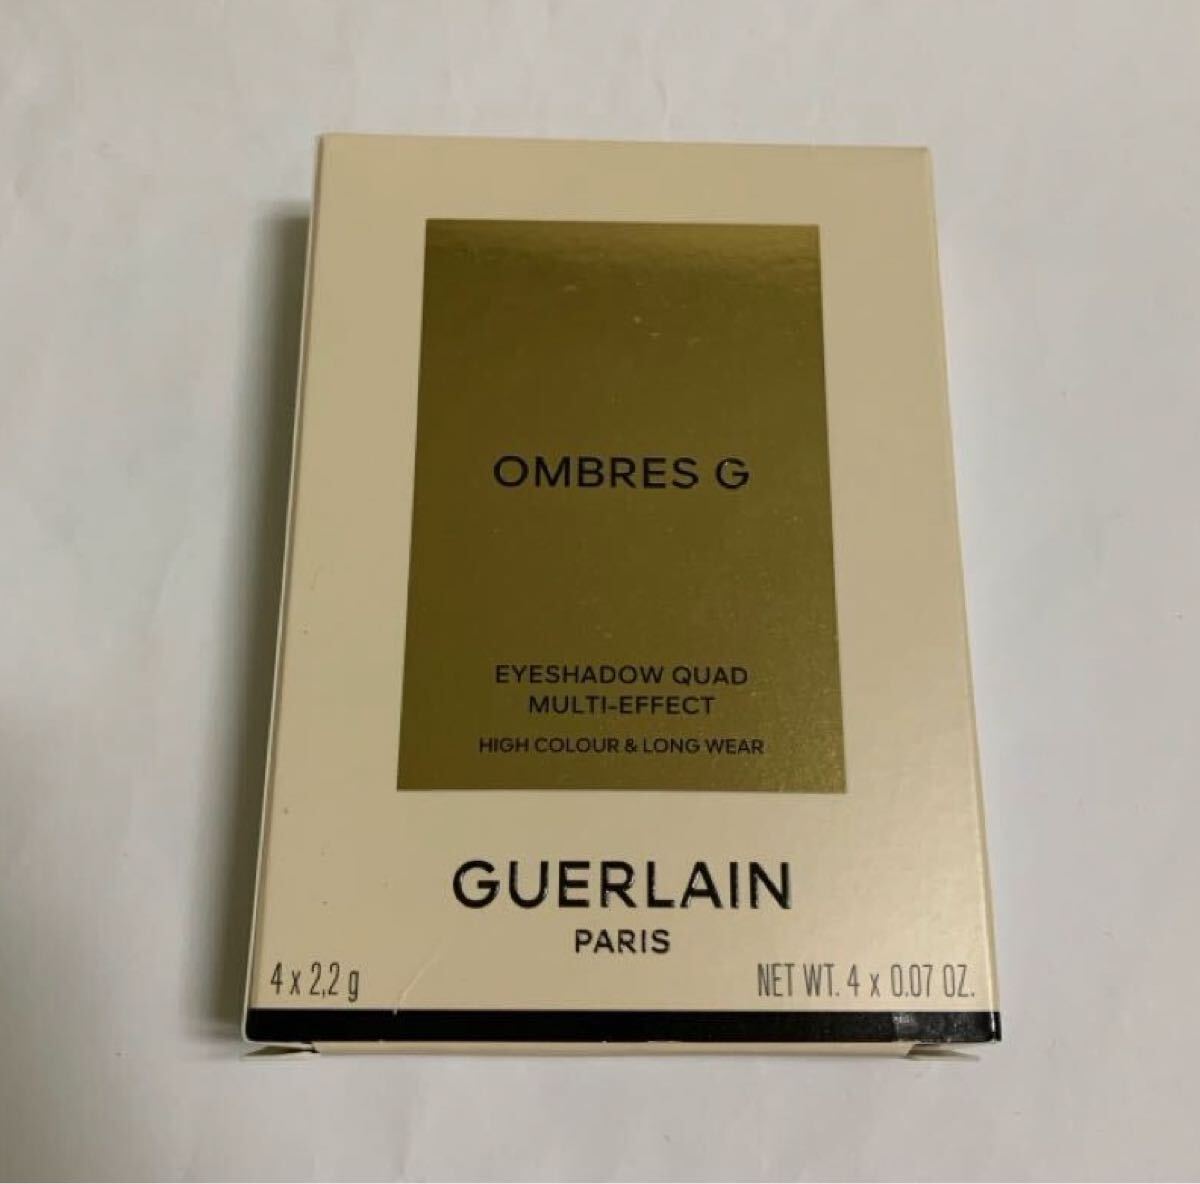 OMBRES G
EYESHADOW QUAD
MULTI-EFFECT
HIGH COLOUR & LONG WEAR
GUERLAIN
PARIS
4 x 2,2 g
NET WT. 4 x 0.07 OZ.